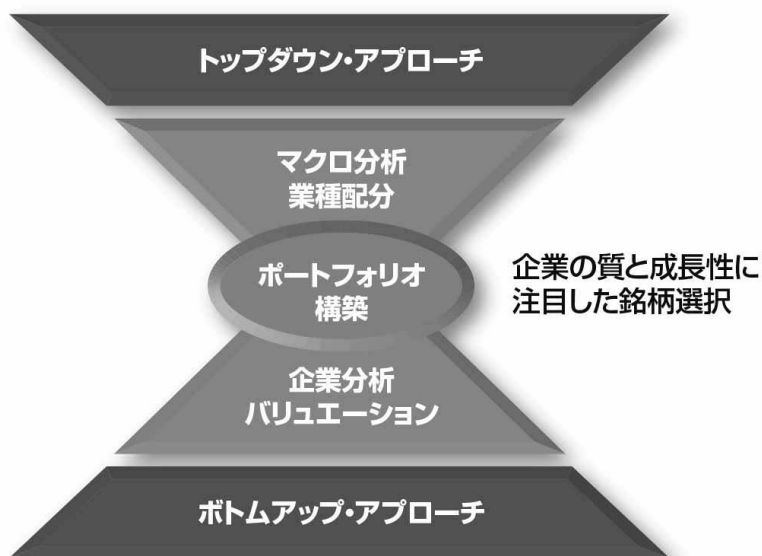 トップダウン・アプローチ
マクロ分析
業種配分
ポートフォリオ
構築
企業の質と成長性に
注目した銘柄選択
企業分析
バリュエーション
ボトムアップ・アプローチ